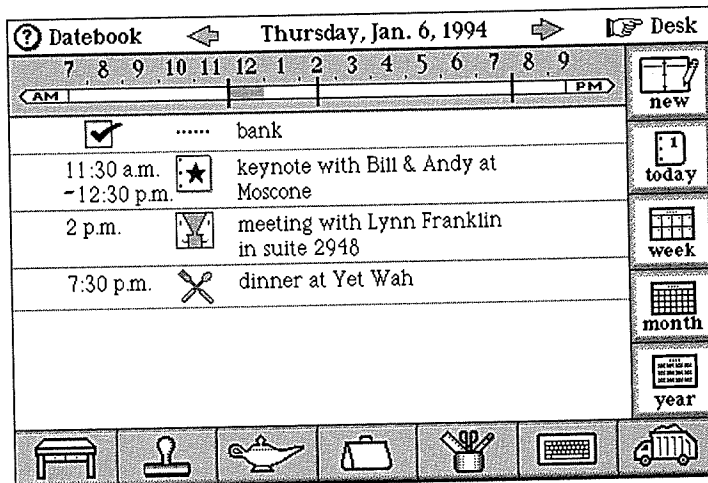 ? Datebook Thursday, Jan. 6, 1994 Desk
7 8 9 10 11 12 1 2 3 4 5 6 7 8 9
AM PM
new
bank
11:30 a.m. keynote with Bill & Andy at
-12:30 p.m. Moscone
1
today
2 p.m. meeting with Lynn Franklin
in suite 2948
week
7:30 p.m. dinner at Yet Wah
month
year